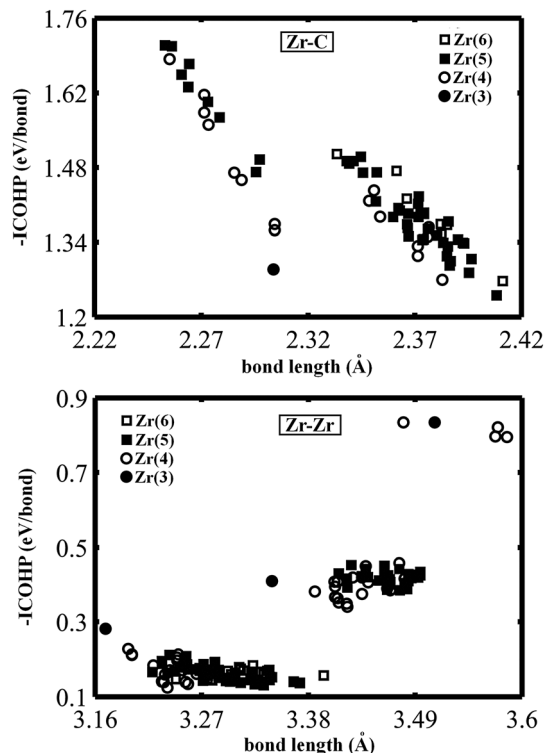 1.76
Zr-C
Zr(6)
Zr(5)
1.62
Zr(4)
Zr(3)
-ICOHP (eV/bond)
1.48
1.34
1.2
2.22 2.27 2.32 2.37 2.42
bond length (Å)
0.9
Zr(6)
Zr-Zr
Zr(5)
Zr(4)
Zr(3)
0.7
-ICOHP (eV/bond)
0.5
0.3
0.1
3.16 3.27 3.38 3.49 3.6
bond length (Å)